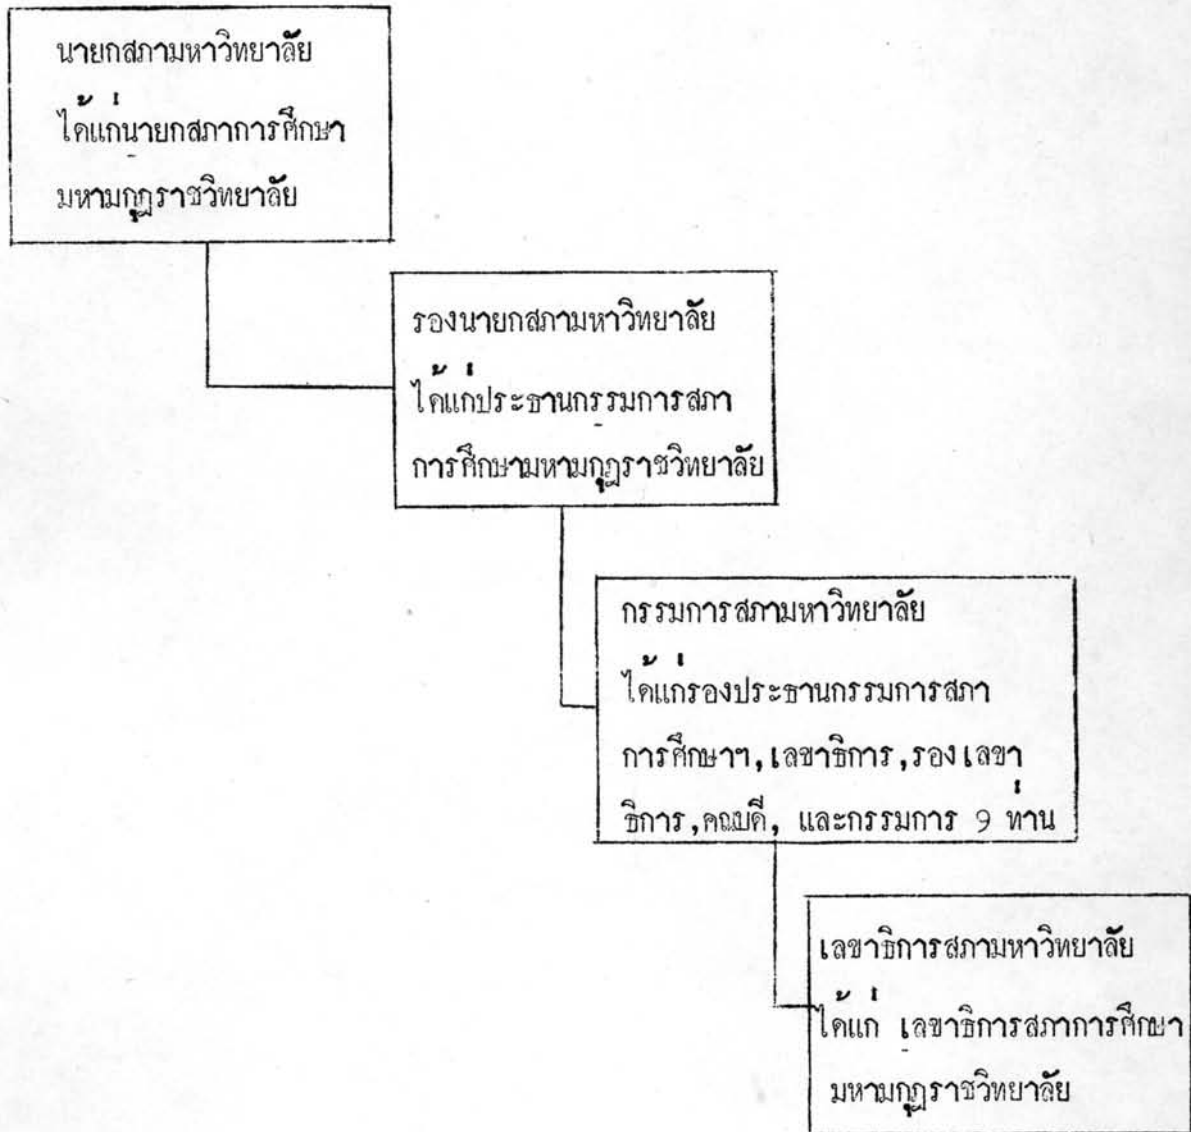 นายกสภามหาวิทยาลัย
ได้แก่นายกสภาการศึกษา
มหามกุฏราชวิทยาลัย
รองนายกสภามหาวิทยาลัย
ได้แก่ประธานกรรมการสภา
การศึกษามหามกุฏราชวิทยาลัย
กรรมการสภามหาวิทยาลัย
ได้แก่รองประธานกรรมการสภา
การศึกษาฯ,เลขาธิการ,รองเลขา
ธิการ,คณบดี, และกรรมการ 9 ท่าน
เลขาธิการสภามหาวิทยาลัย
ได้แก่ เลขาธิการสภาการศึกษา
มหามกุฏราชวิทยาลัย